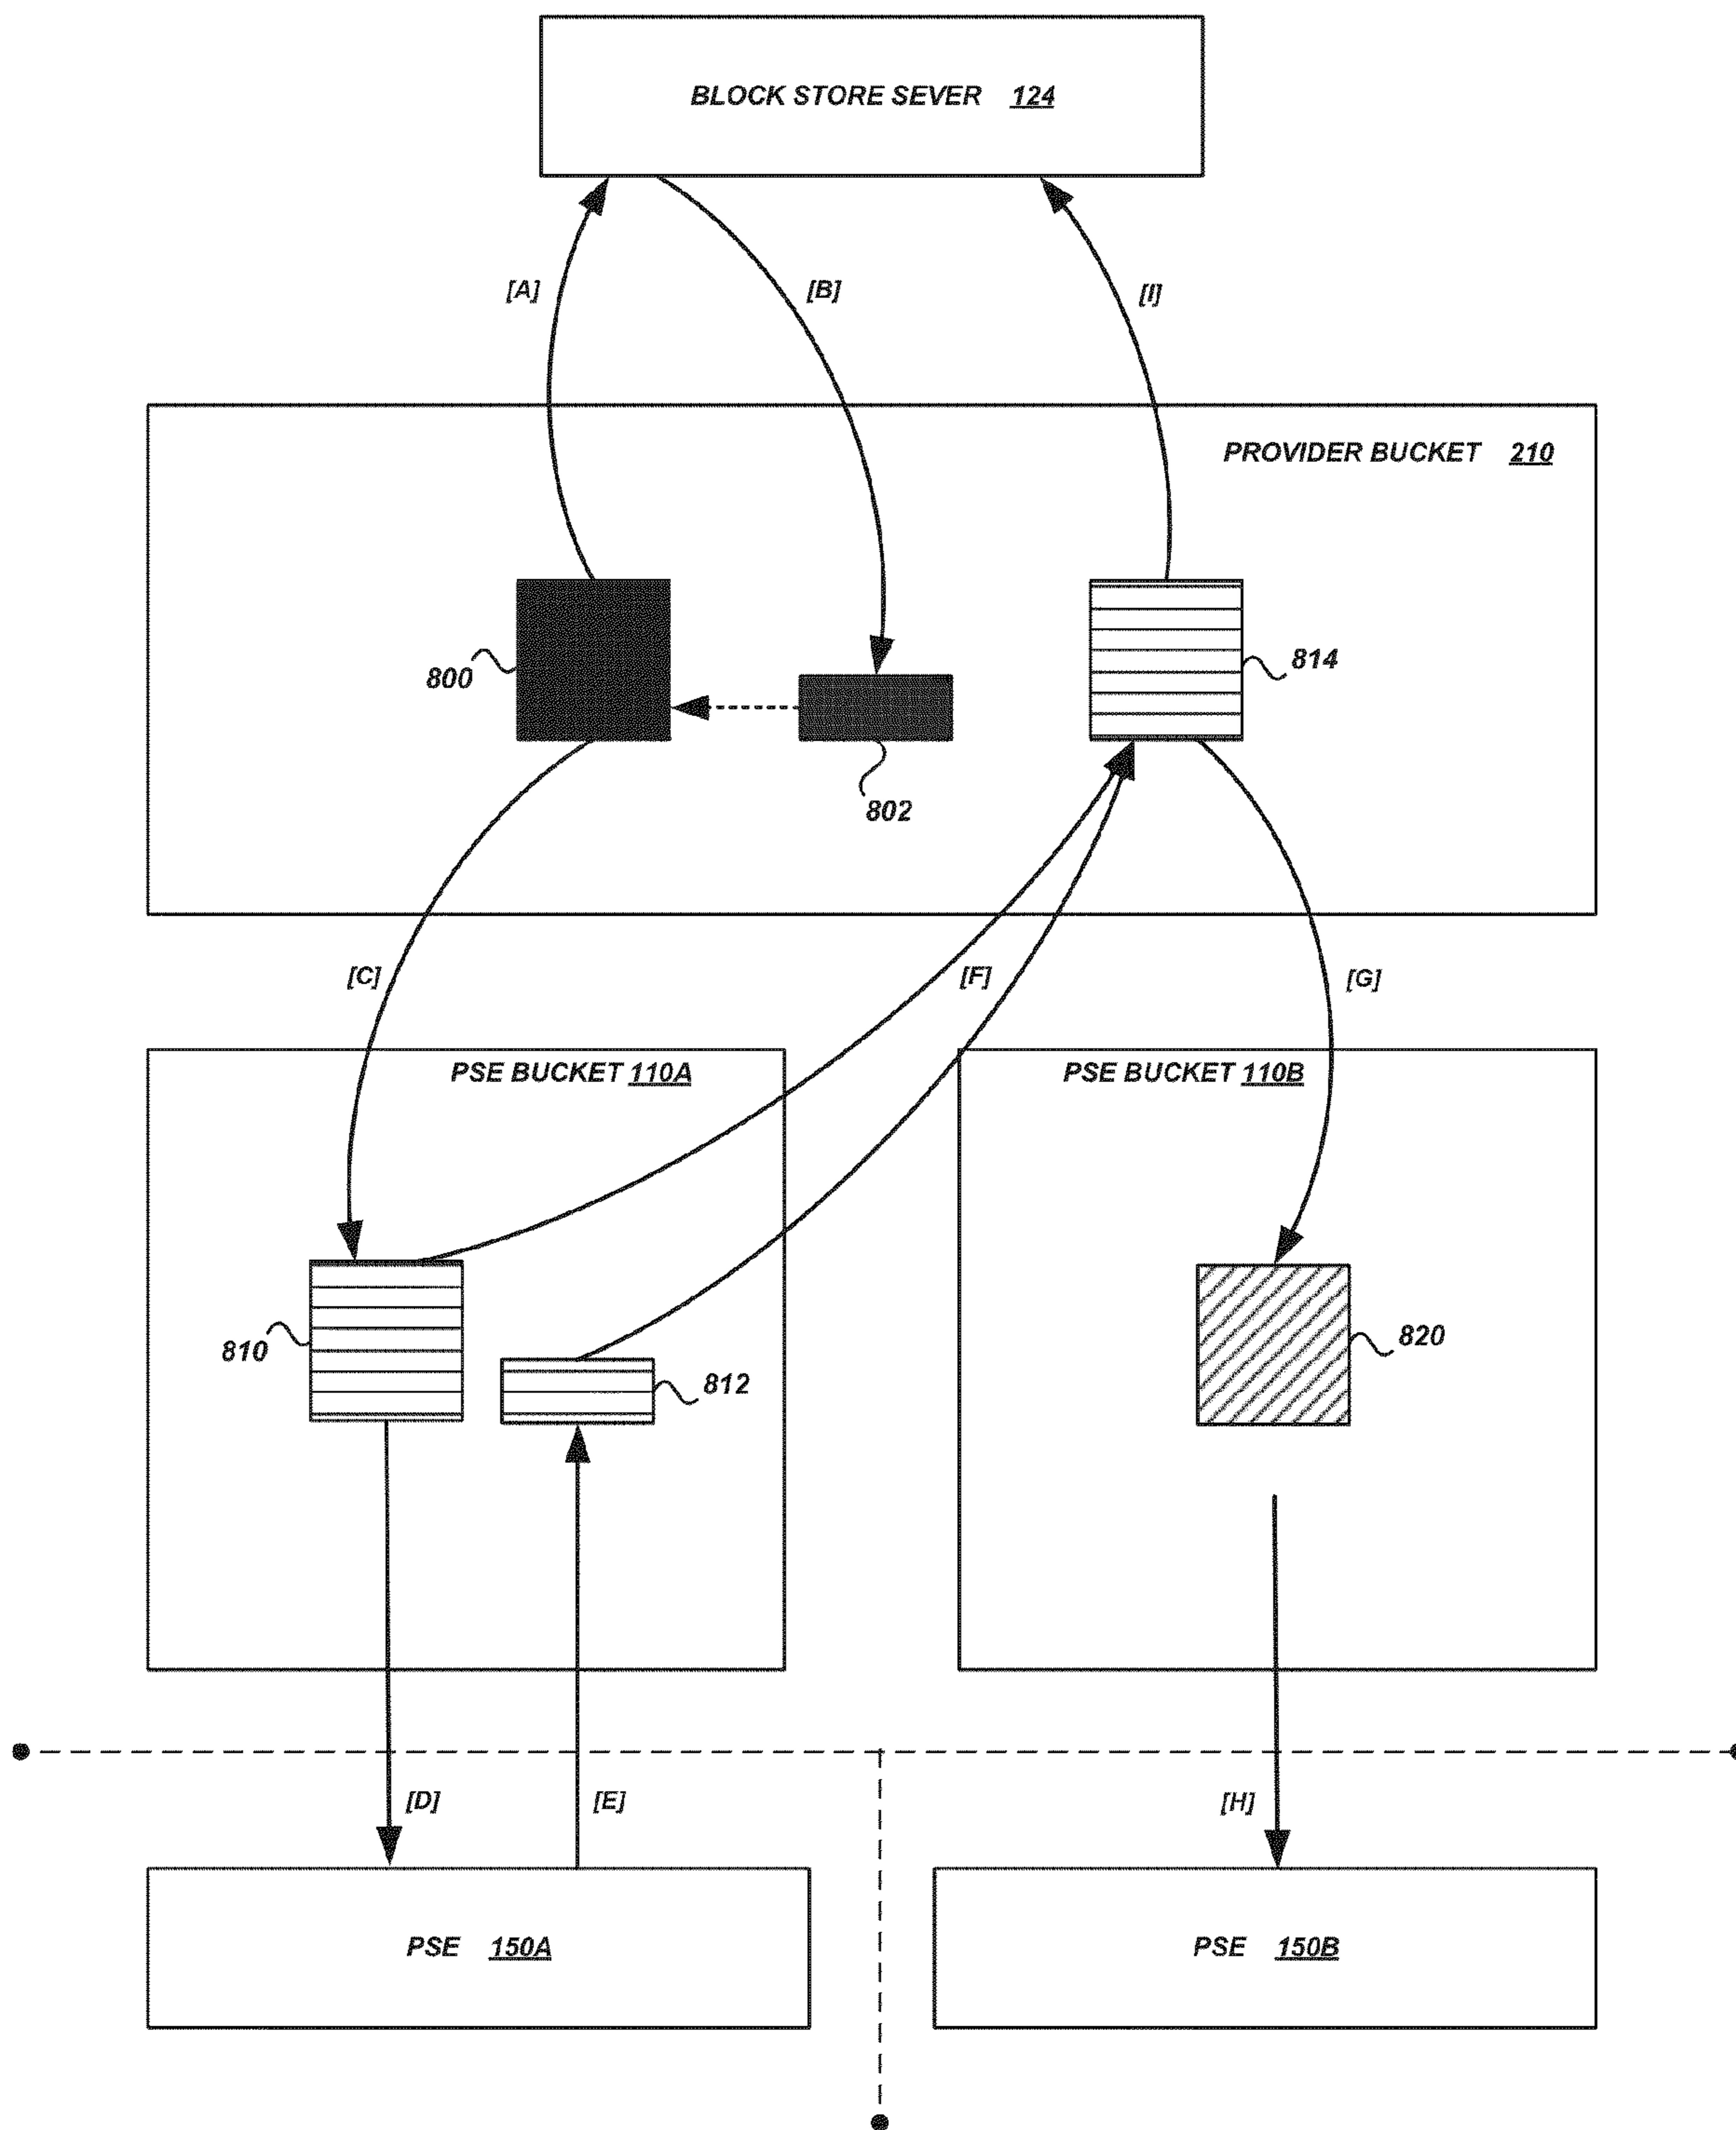 BLOCK STORE SEVER 124
[A]
[B]
[I]
PROVIDER BUCKET 210
800
802
814
[C]
[F]
[G]
PSE BUCKET 110A
PSE BUCKET 110B
810
812
820
[D]
[E]
[H]
PSE 150A
PSE 150B